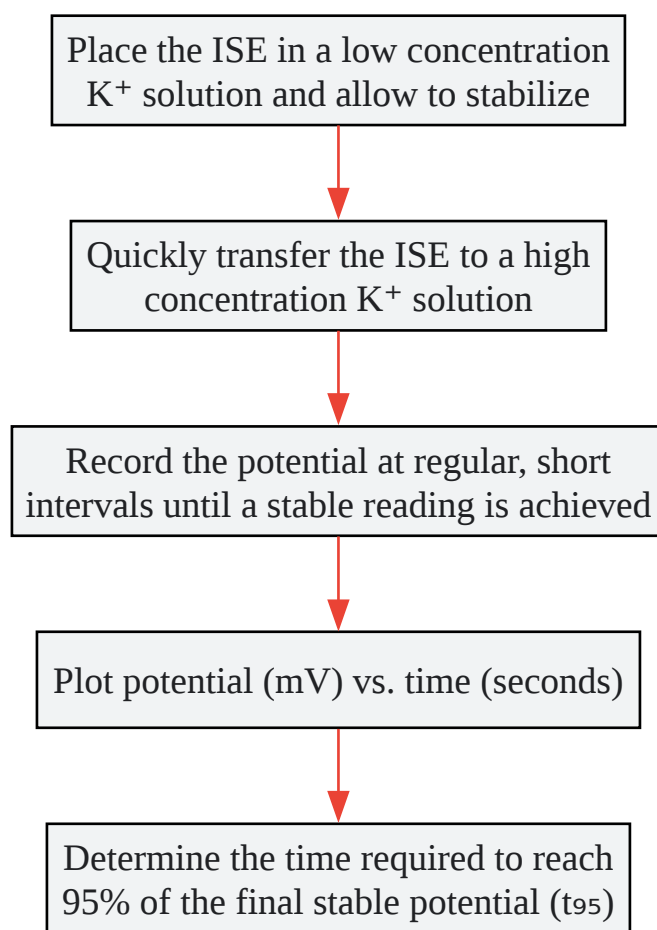 Place the ISE in a low concentration
K⁺ solution and allow to stabilize
Quickly transfer the ISE to a high
concentration K⁺ solution
Record the potential at regular, short
intervals until a stable reading is achieved
Plot potential (mV) vs. time (seconds)
Determine the time required to reach
95% of the final stable potential (t₉₅)